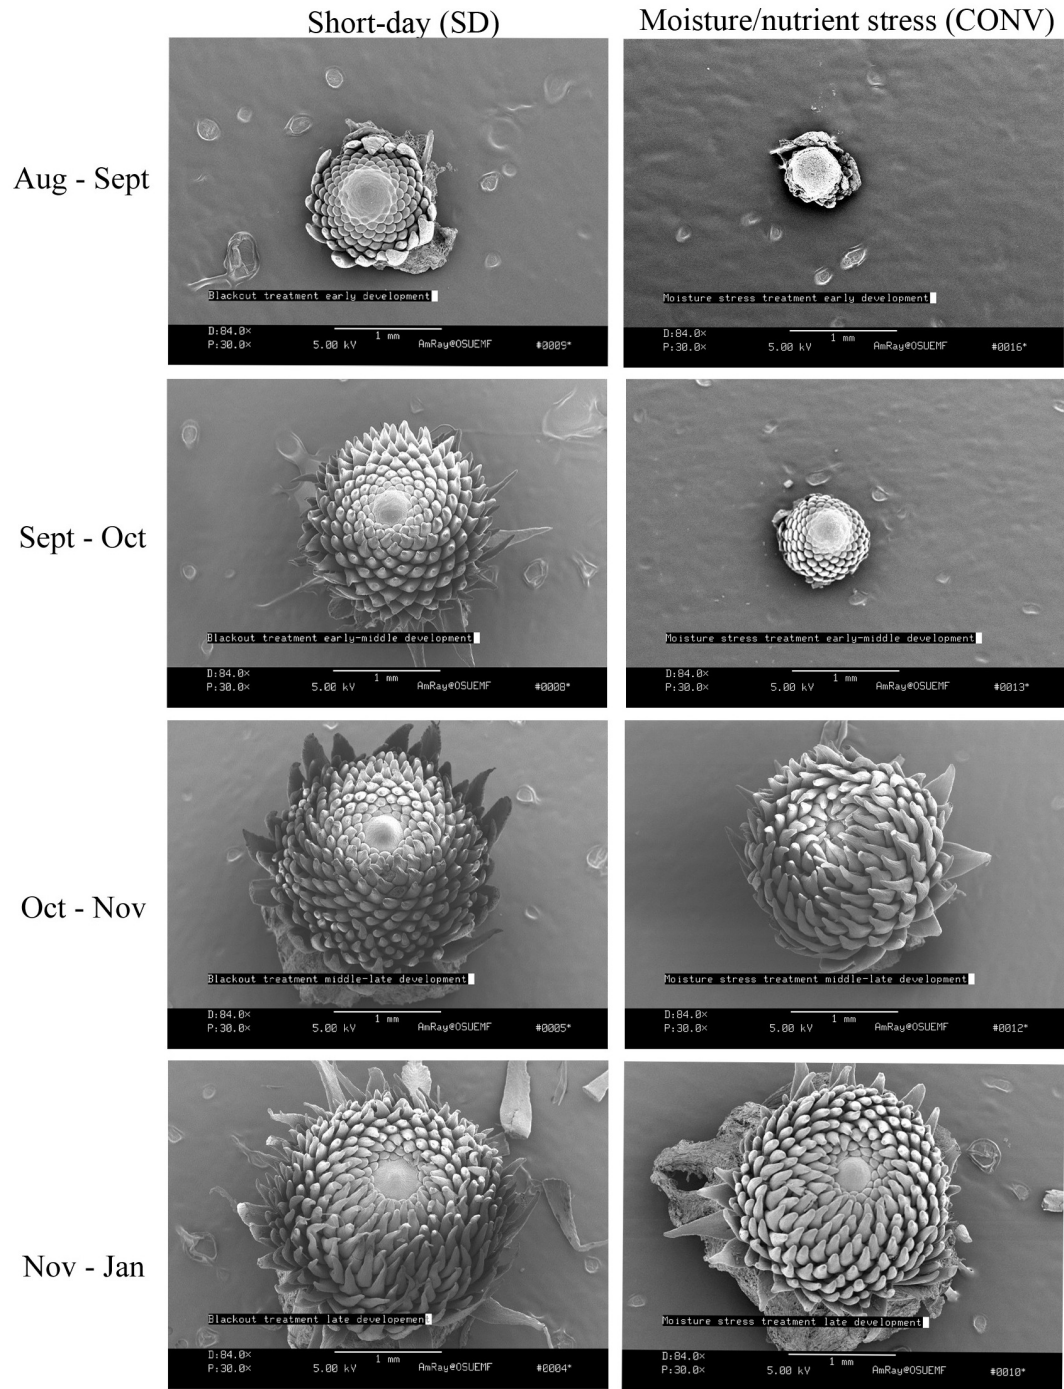 Short-day (SD)
Moisture/nutrient stress (CONV)
Aug - Sept
Blackout treatment early development
D:84.0×
P:30.0×
5.00 kV
1 mm
AmRay@OSUEMF
#0009*
Moisture stress treatment early development
D:84.0×
P:30.0×
5.00 kV
1 mm
AmRay@OSUEMF
#0016*
Sept - Oct
Blackout treatment early-middle development
D:84.0×
P:30.0×
5.00 kV
1 mm
AmRay@OSUEMF
#0008*
Moisture stress treatment early-middle development
D:84.0×
P:30.0×
5.00 kV
1 mm
AmRay@OSUEMF
#0013*
Oct - Nov
Blackout treatment middle-late development
D:84.0×
P:30.0×
5.00 kV
1 mm
AmRay@OSUEMF
#0005*
Moisture stress treatment middle-late development
D:84.0×
P:30.0×
5.00 kV
1 mm
AmRay@OSUEMF
#0012*
Nov - Jan
Blackout treatment late developement
D:84.0×
P:30.0×
5.00 kV
1 mm
AmRay@OSUEMF
#0004*
Moisture stress treatment late development
D:84.0×
P:30.0×
5.00 kV
1 mm
AmRay@OSUEMF
#0010*